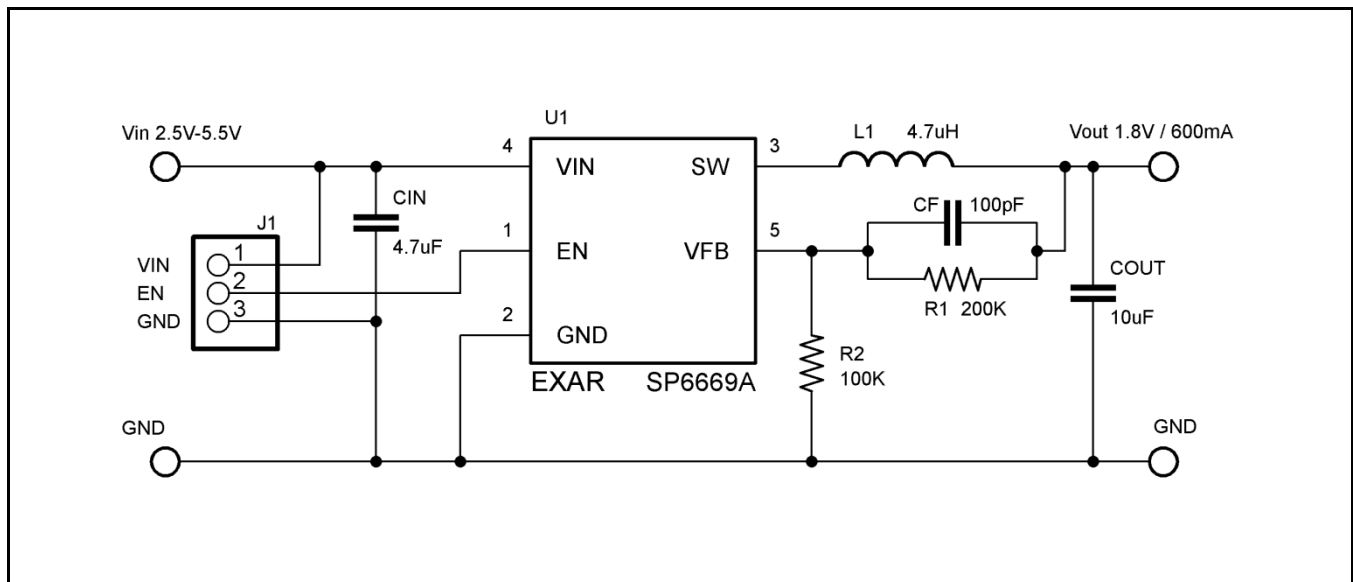 U1
Vin 2.5V-5.5V
L1 4.7uH
Vout 1.8V / 600mA
4
VIN
SW
3
CIN
4.7uF
CF 100pF
J1
1
EN
VFB
5
VIN 1
EN 2
GND 3
COUT
10uF
R1 200K
2
GND
R2
100K
EXAR SP6669A
GND
GND